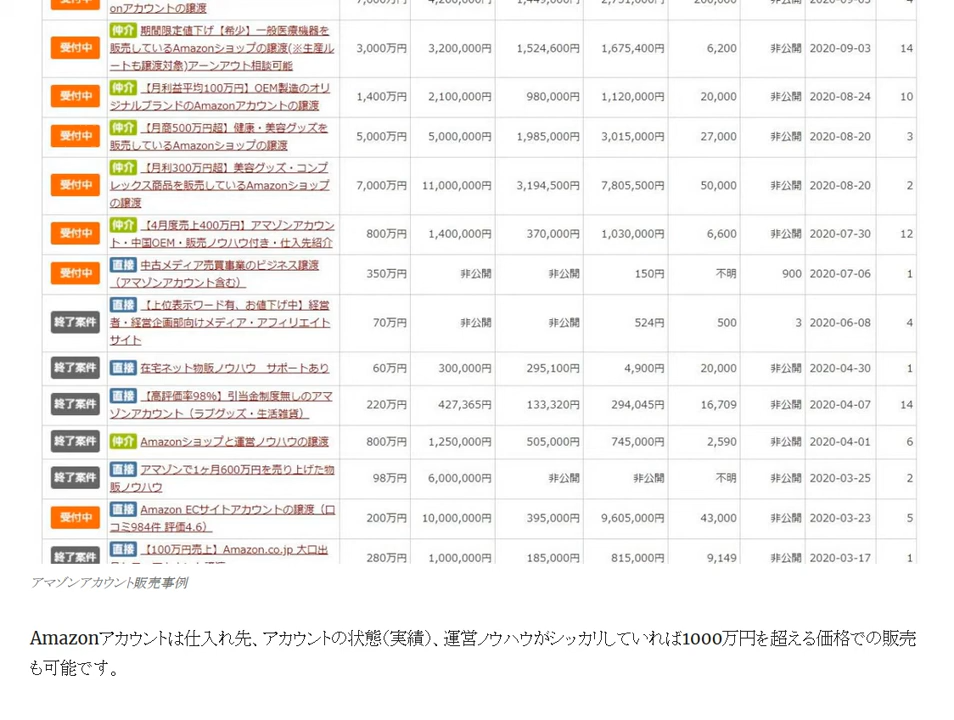 onアカウントの譲渡
受付中 仲介 期間限定値下げ【希少】一般医療機器を
販売しているAmazonショップの譲渡(※生産ル
ートも譲渡対象)アーンアウト相談可能 3,000万円 3,200,000円 1,524,600円 1,675,400円 6,200 非公開 2020-09-03 14
受付中 仲介 【月利益平均100万円】OEM製造のオリ
ジナルブランドのAmazonアカウントの譲渡 1,400万円 2,100,000円 980,000円 1,120,000円 20,000 非公開 2020-08-24 10
受付中 仲介 【月商500万円超】健康・美容グッズを
販売しているAmazonショップの譲渡 5,000万円 5,000,000円 1,985,000円 3,015,000円 27,000 非公開 2020-08-20 3
受付中 仲介 【月利300万円超】美容グッズ・コンプ
レックス商品を販売しているAmazonショップ
の譲渡 7,000万円 11,000,000円 3,194,500円 7,805,500円 50,000 非公開 2020-08-20 2
受付中 仲介 【4月度売上400万円】アマゾンアカウン
ト・中国OEM・販売ノウハウ付き・仕入先紹介 800万円 1,400,000円 370,000円 1,030,000円 6,600 非公開 2020-07-30 12
受付中 直接 中古メディア売買事業のビジネス譲渡
（アマゾンアカウント含む） 350万円 非公開 非公開 150円 不明 900 2020-07-06 1
終了案件 直接 【上位表示ワード有、お値下げ中】経営
者・経営企画部向けメディア・アフィリエイト
サイト 70万円 非公開 非公開 524円 500 3 2020-06-08 4
終了案件 直接 在宅ネット物販ノウハウ　サポートあり 60万円 300,000円 295,100円 4,900円 20,000 非公開 2020-04-30 1
終了案件 直接 【高評価率98%】引当金制度無しのアマ
ゾンアカウント（ラブグッズ・生活雑貨） 220万円 427,365円 133,320円 294,045円 16,709 非公開 2020-04-07 14
終了案件 仲介 Amazonショップと運営ノウハウの譲渡 800万円 1,250,000円 505,000円 745,000円 2,590 非公開 2020-04-01 6
終了案件 直接 アマゾンで1ヶ月600万円を売り上げた物
販ノウハウ 98万円 6,000,000円 非公開 非公開 不明 非公開 2020-03-25 2
受付中 直接 Amazon ECサイトアカウントの譲渡（口
コミ984件 評価4.6） 200万円 10,000,000円 395,000円 9,605,000円 43,000 非公開 2020-03-23 5
終了案件 直接 【100万円売上】Amazon.co.jp 大口出 280万円 1,000,000円 185,000円 815,000円 9,149 非公開 2020-03-17 1
アマゾンアカウント販売事例
Amazonアカウントは仕入れ先、アカウントの状態（実績）、運営ノウハウがシッカリしていれば1000万円を超える価格での販売
も可能です。